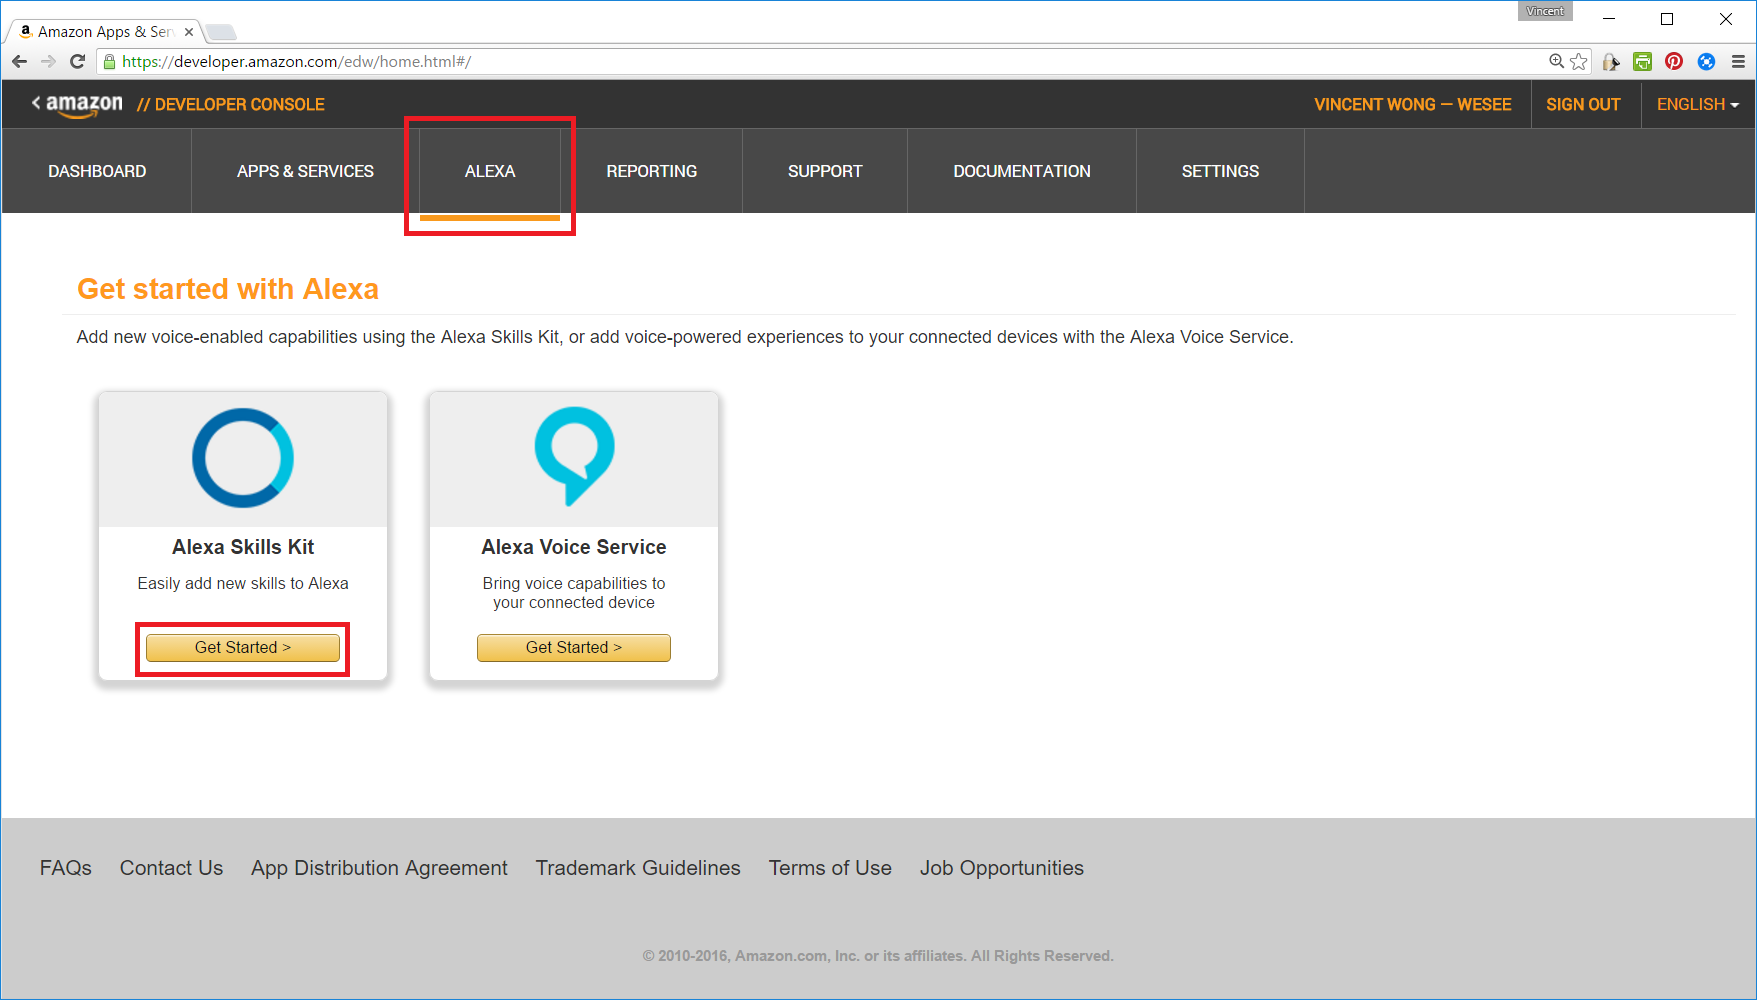 Vincent
Amazon Apps & Ser
https://developer.amazon.com/edw/home.html#/
amazon // DEVELOPER CONSOLE
VINCENT WONG — WESEE
SIGN OUT
ENGLISH
DASHBOARD
APPS & SERVICES
ALEXA
REPORTING
SUPPORT
DOCUMENTATION
SETTINGS
Get started with Alexa
Add new voice-enabled capabilities using the Alexa Skills Kit, or add voice-powered experiences to your connected devices with the Alexa Voice Service.
Alexa Skills Kit
Easily add new skills to Alexa
Get Started >
Alexa Voice Service
Bring voice capabilities to
your connected device
Get Started >
FAQs
Contact Us
App Distribution Agreement
Trademark Guidelines
Terms of Use
Job Opportunities
© 2010-2016, Amazon.com, Inc. or its affiliates. All Rights Reserved.